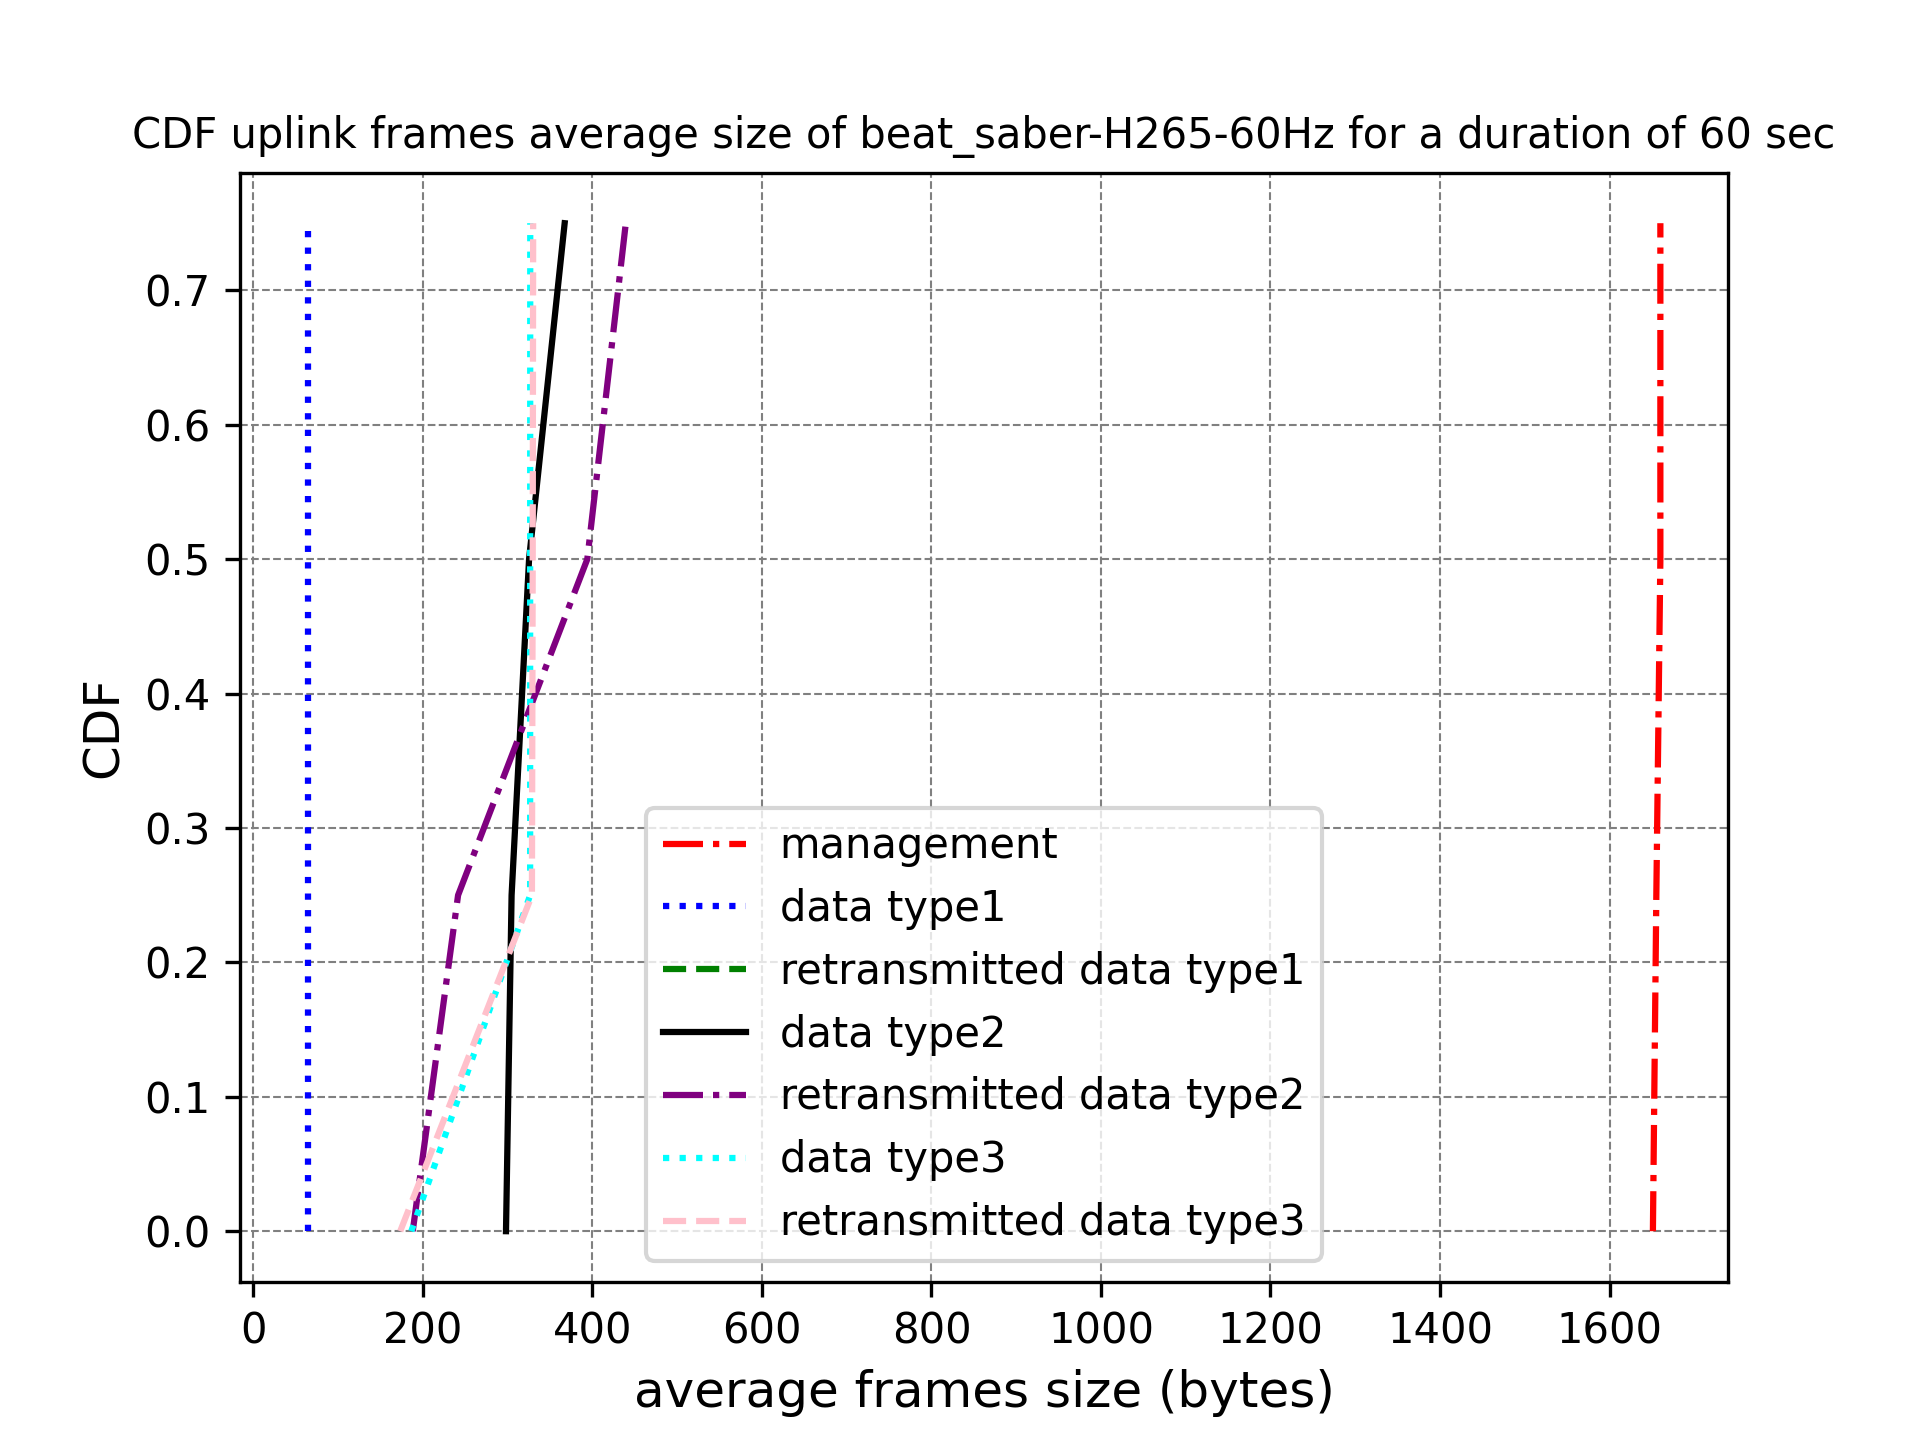 CDF uplink frames average size of beat_saber-H265-60Hz for a duration of 60 sec
0.7
0.6
0.5
0.4
0.3
0.2
0.1
0.0
CDF
management
data type1
retransmitted data type1
data type2
retransmitted data type2
data type3
retransmitted data type3
0 200 400 600 800 1000 1200 1400 1600
average frames size (bytes)